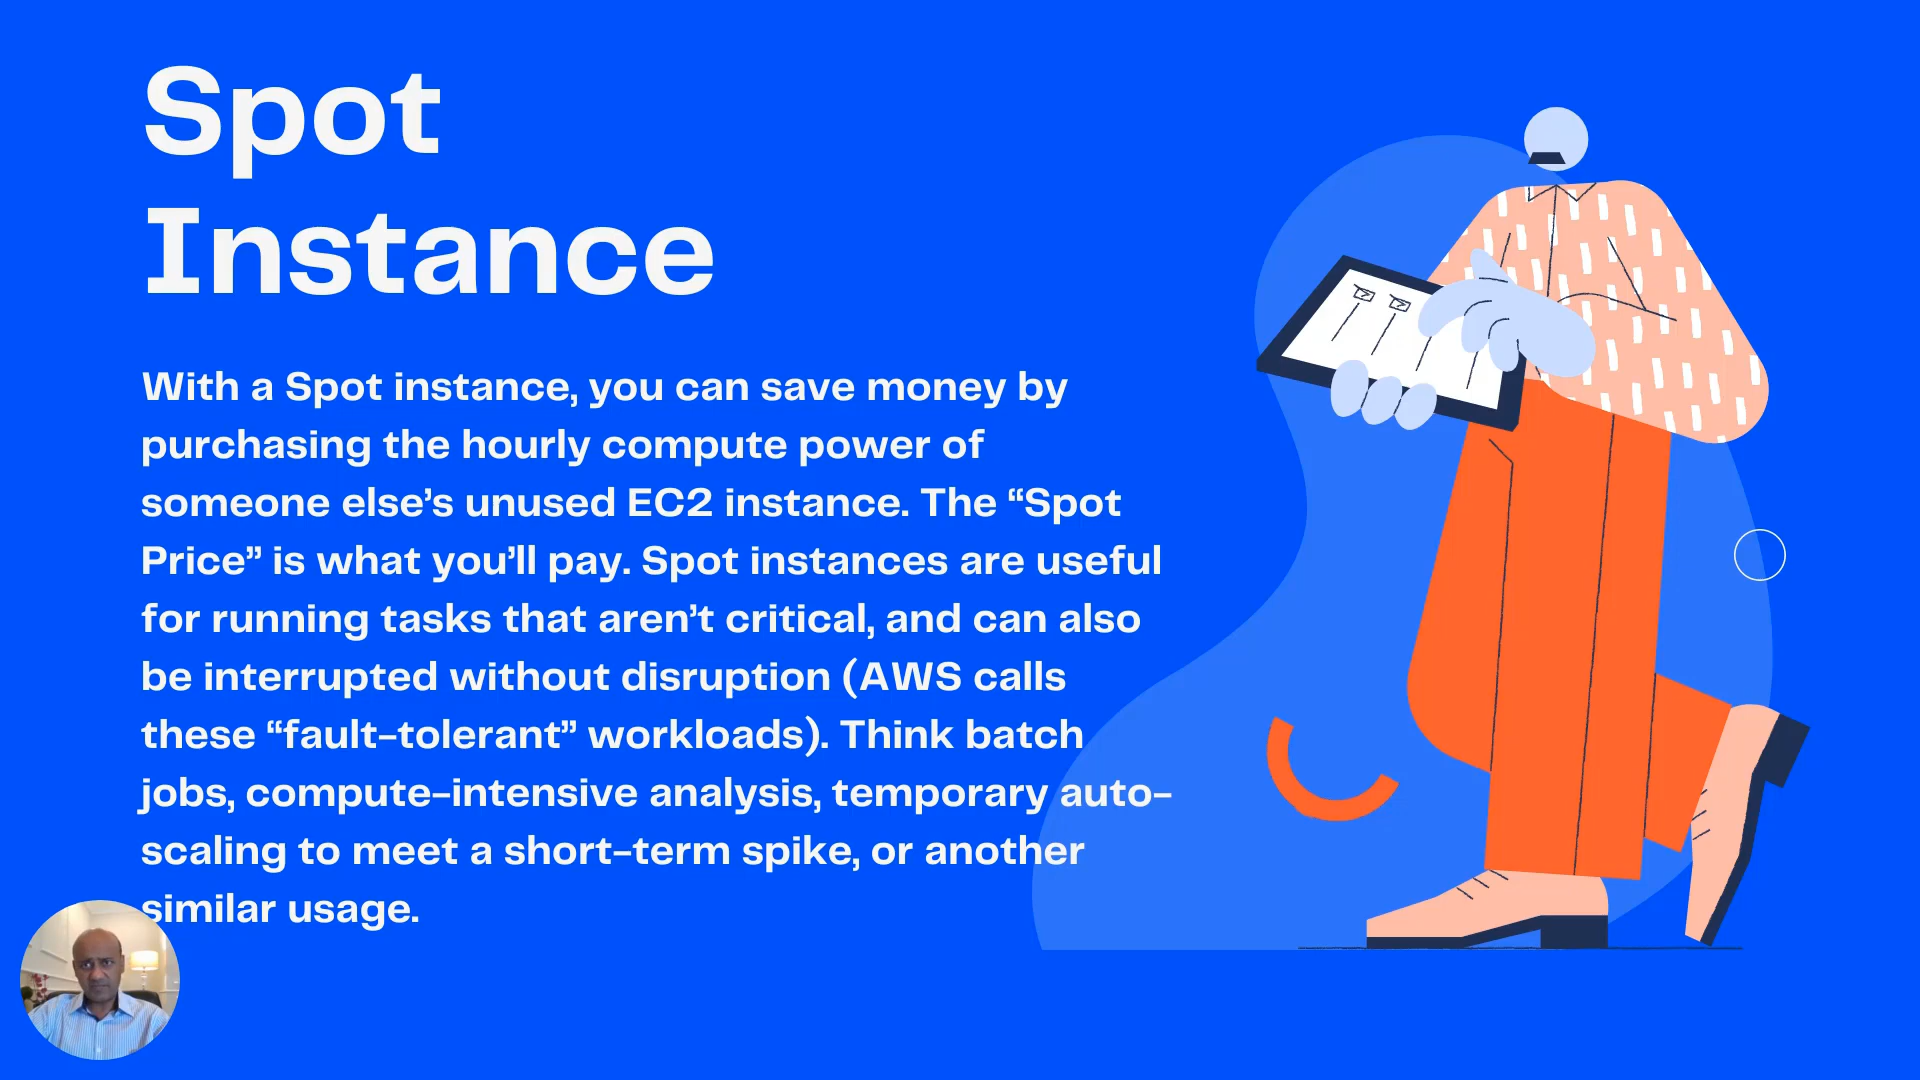 Spot
Instance
With a Spot instance, you can save money by
purchasing the hourly compute power of
someone else’s unused EC2 instance. The “Spot
Price” is what you’ll pay. Spot instances are useful
for running tasks that aren’t critical, and can also
be interrupted without disruption (AWS calls
these “fault-tolerant” workloads). Think batch
jobs, compute-intensive analysis, temporary auto-
scaling to meet a short-term spike, or another
similar usage.